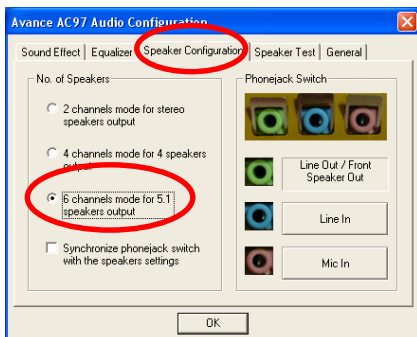 Avance AC97 Audio Configuration
Sound Effect
Equalizer
Speaker Configuration
Speaker Test
General
No. of Speakers
2 channels mode for stereo
speakers output
4 channels mode for 4 speakers
output
6 channels mode for 5.1
speakers output
Synchronize phonejack switch
with the speakers settings
Phonejack Switch
Line Out / Front
Speaker Out
Line In
Mic In
OK